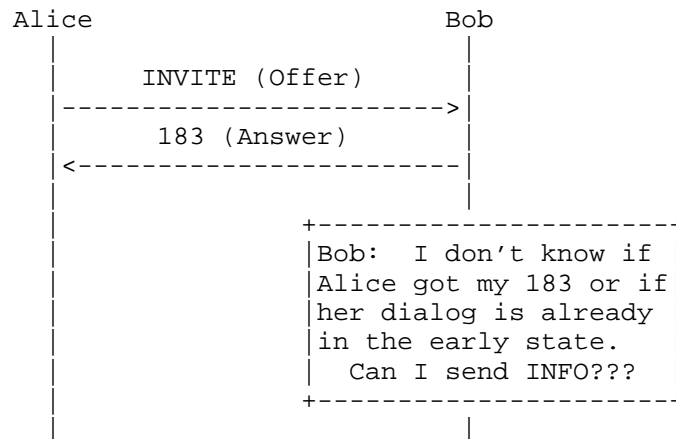 Alice Bob
INVITE (Offer)
183 (Answer)
Bob: I don't know if
Alice got my 183 or if
her dialog is already
in the early state.
Can I send INFO???